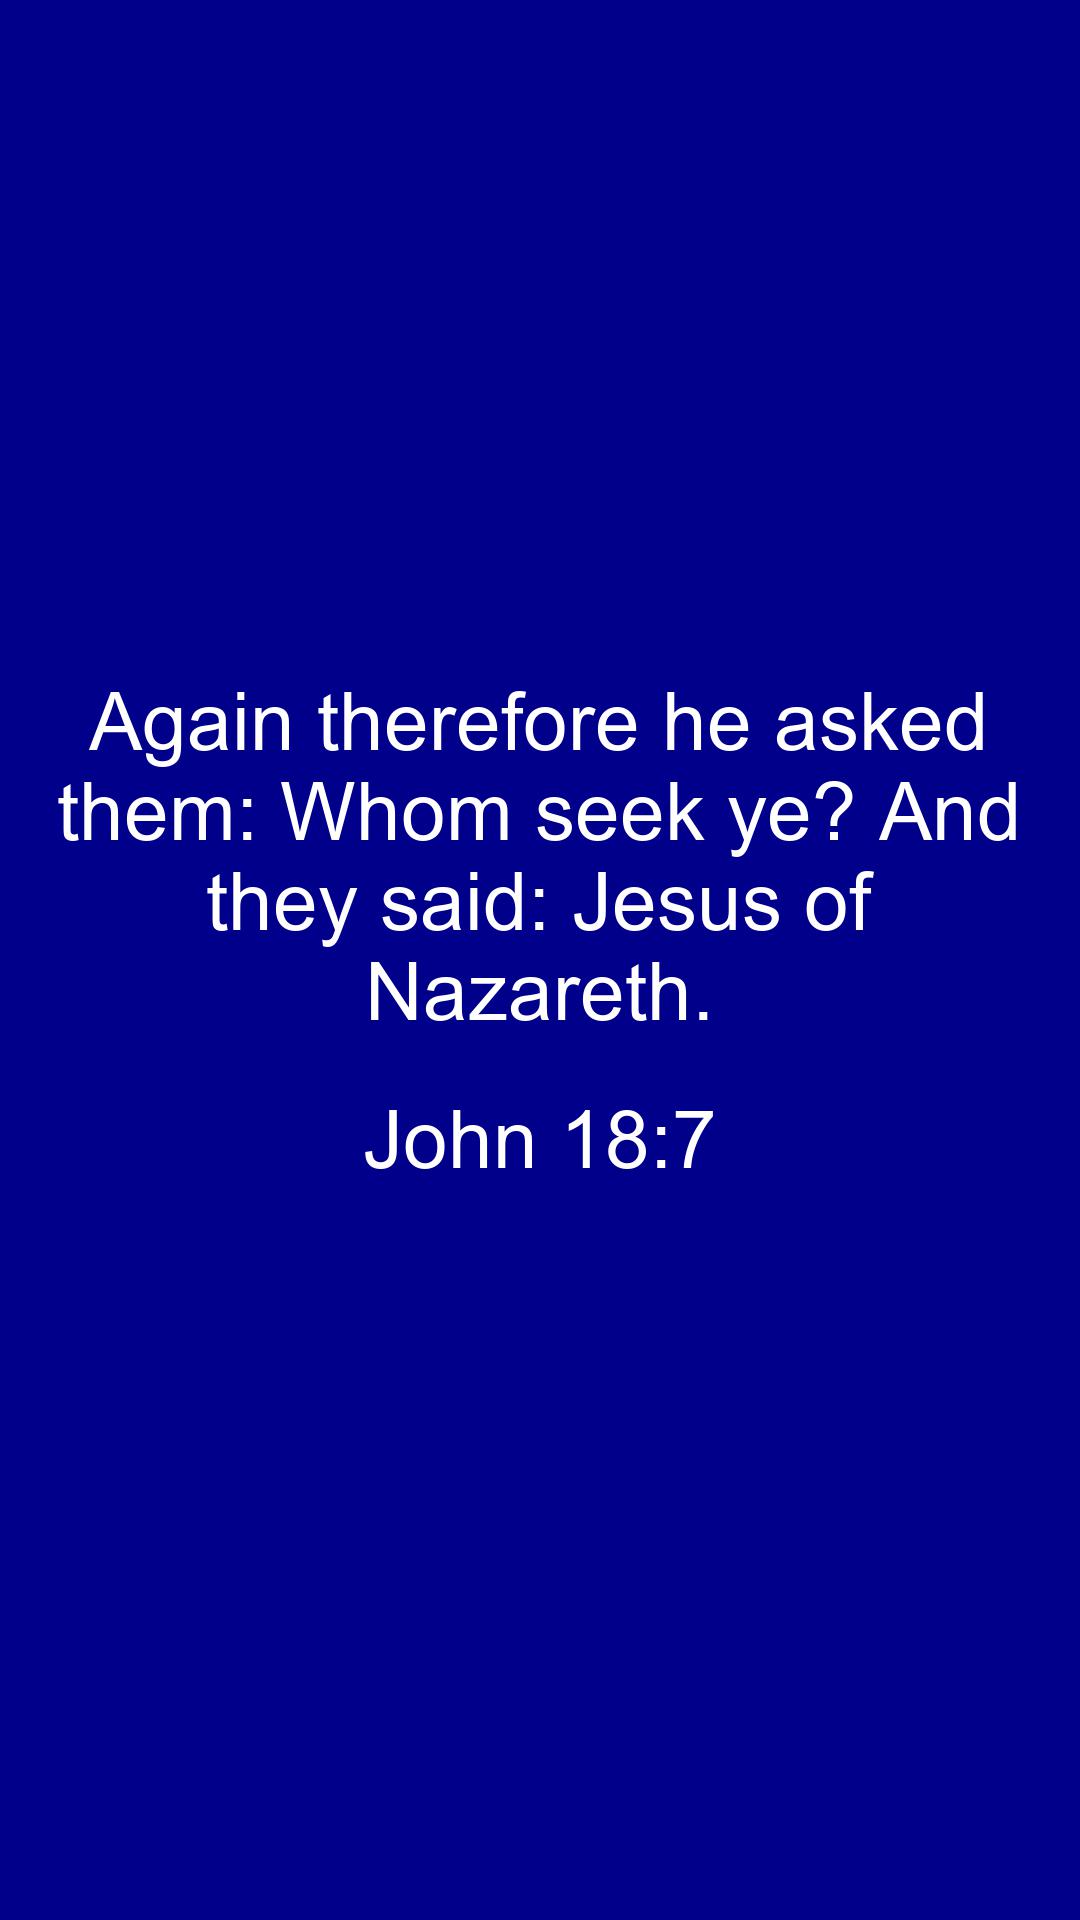 Again therefore he asked
them: Whom seek ye? And
they said: Jesus of
Nazareth.
John 18:7